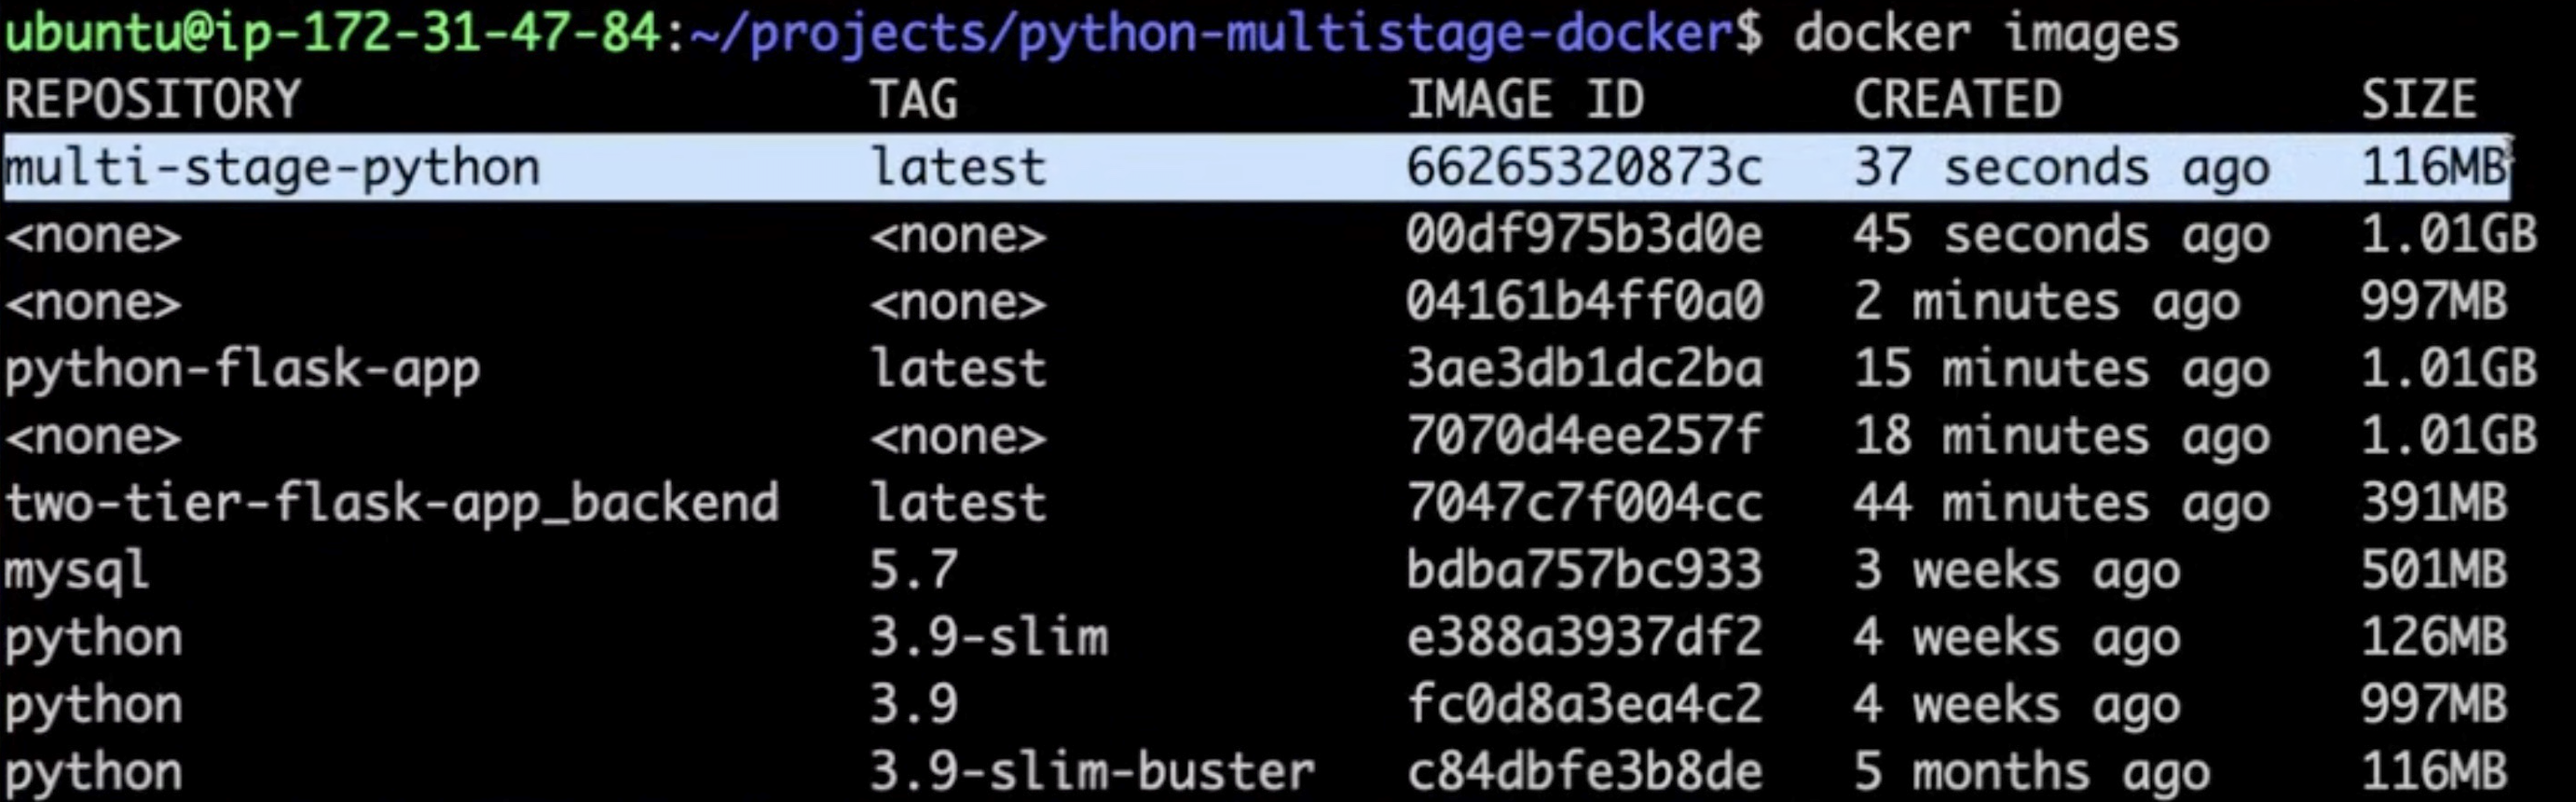 ubuntu@ip-172-31-47-84:~/projects/python-multistage-docker$ docker images
REPOSITORY TAG IMAGE ID CREATED SIZE
multi-stage-python latest 66265320873c 37 seconds ago 116MB
<none> <none> 00df975b3d0e 45 seconds ago 1.01GB
<none> <none> 04161b4ff0a0 2 minutes ago 997MB
python-flask-app latest 3ae3db1dc2ba 15 minutes ago 1.01GB
<none> <none> 7070d4ee257f 18 minutes ago 1.01GB
two-tier-flask-app_backend latest 7047c7f004cc 44 minutes ago 391MB
mysql 5.7 bdba757bc933 3 weeks ago 501MB
python 3.9-slim e388a3937df2 4 weeks ago 126MB
python 3.9 fc0d8a3ea4c2 4 weeks ago 997MB
python 3.9-slim-buster c84dbfe3b8de 5 months ago 116MB